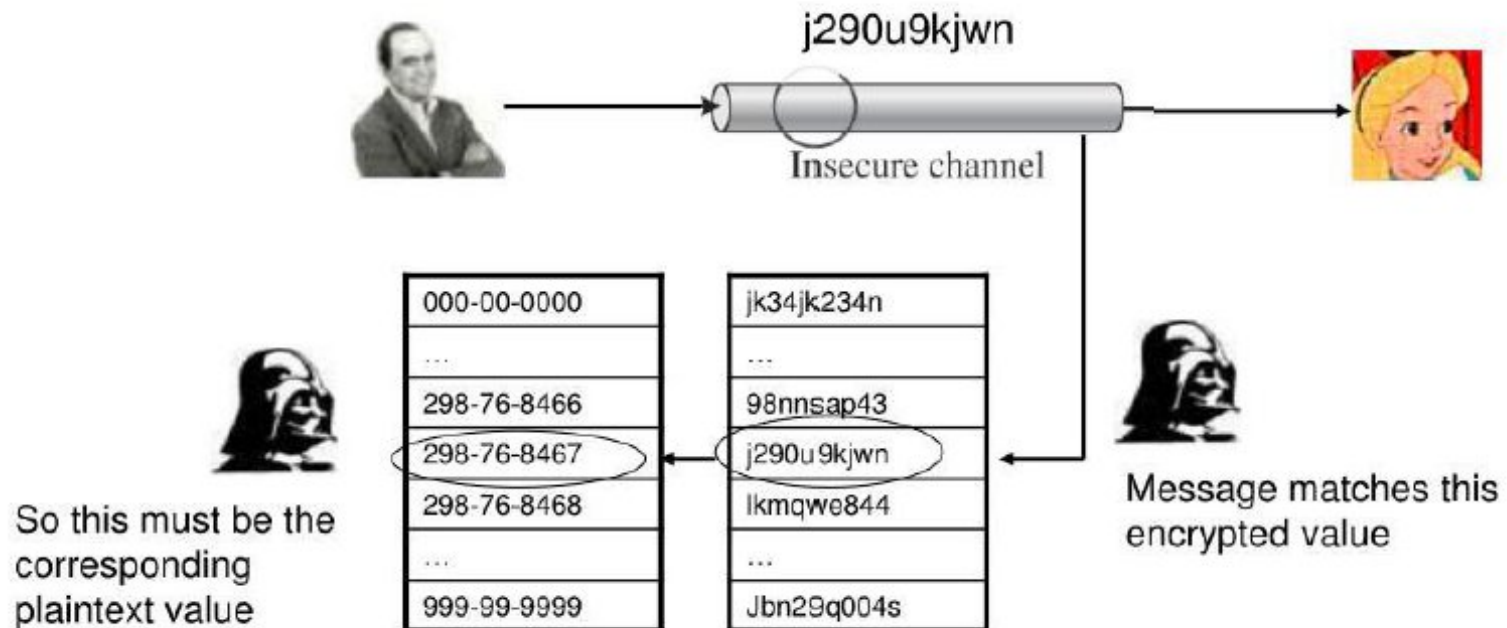 j290u9kjwn
Insecure channel
000-00-0000
...
298-76-8466
298-76-8467
298-76-8468
...
999-99-9999
jk34jk234n
...
98nnsap43
j290u9kjwn
lkmqwe844
...
Jbn29q004s
Message matches this
encrypted value
So this must be the
corresponding
plaintext value